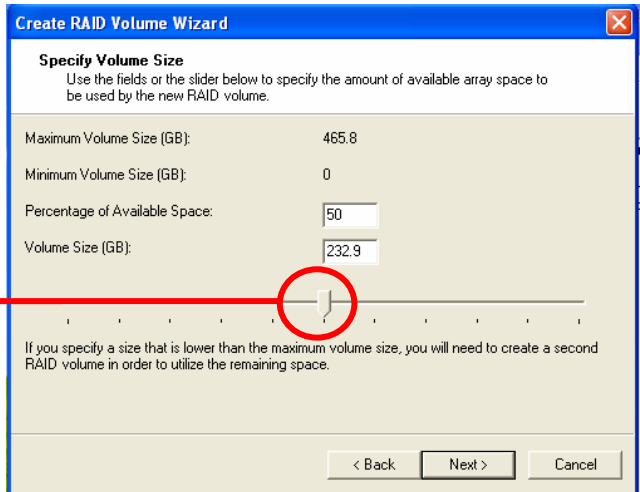 Create RAID Volume Wizard
Specify Volume Size
Use the fields or the slider below to specify the amount of available array space to
be used by the new RAID volume.
Maximum Volume Size (GB): 465.8
Minimum Volume Size (GB): 0
Percentage of Available Space: 50
Volume Size (GB): 232.9
If you specify a size that is lower than the maximum volume size, you will need to create a second
RAID volume in order to utilize the remaining space.
< Back Next > Cancel